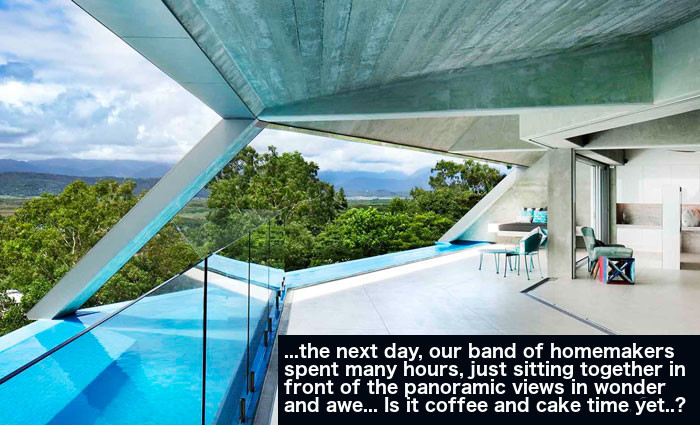 ...the next day, our band of homemakers
spent many hours, just sitting together in
front of the panoramic views in wonder
and awe... Is it coffee and cake time yet..?